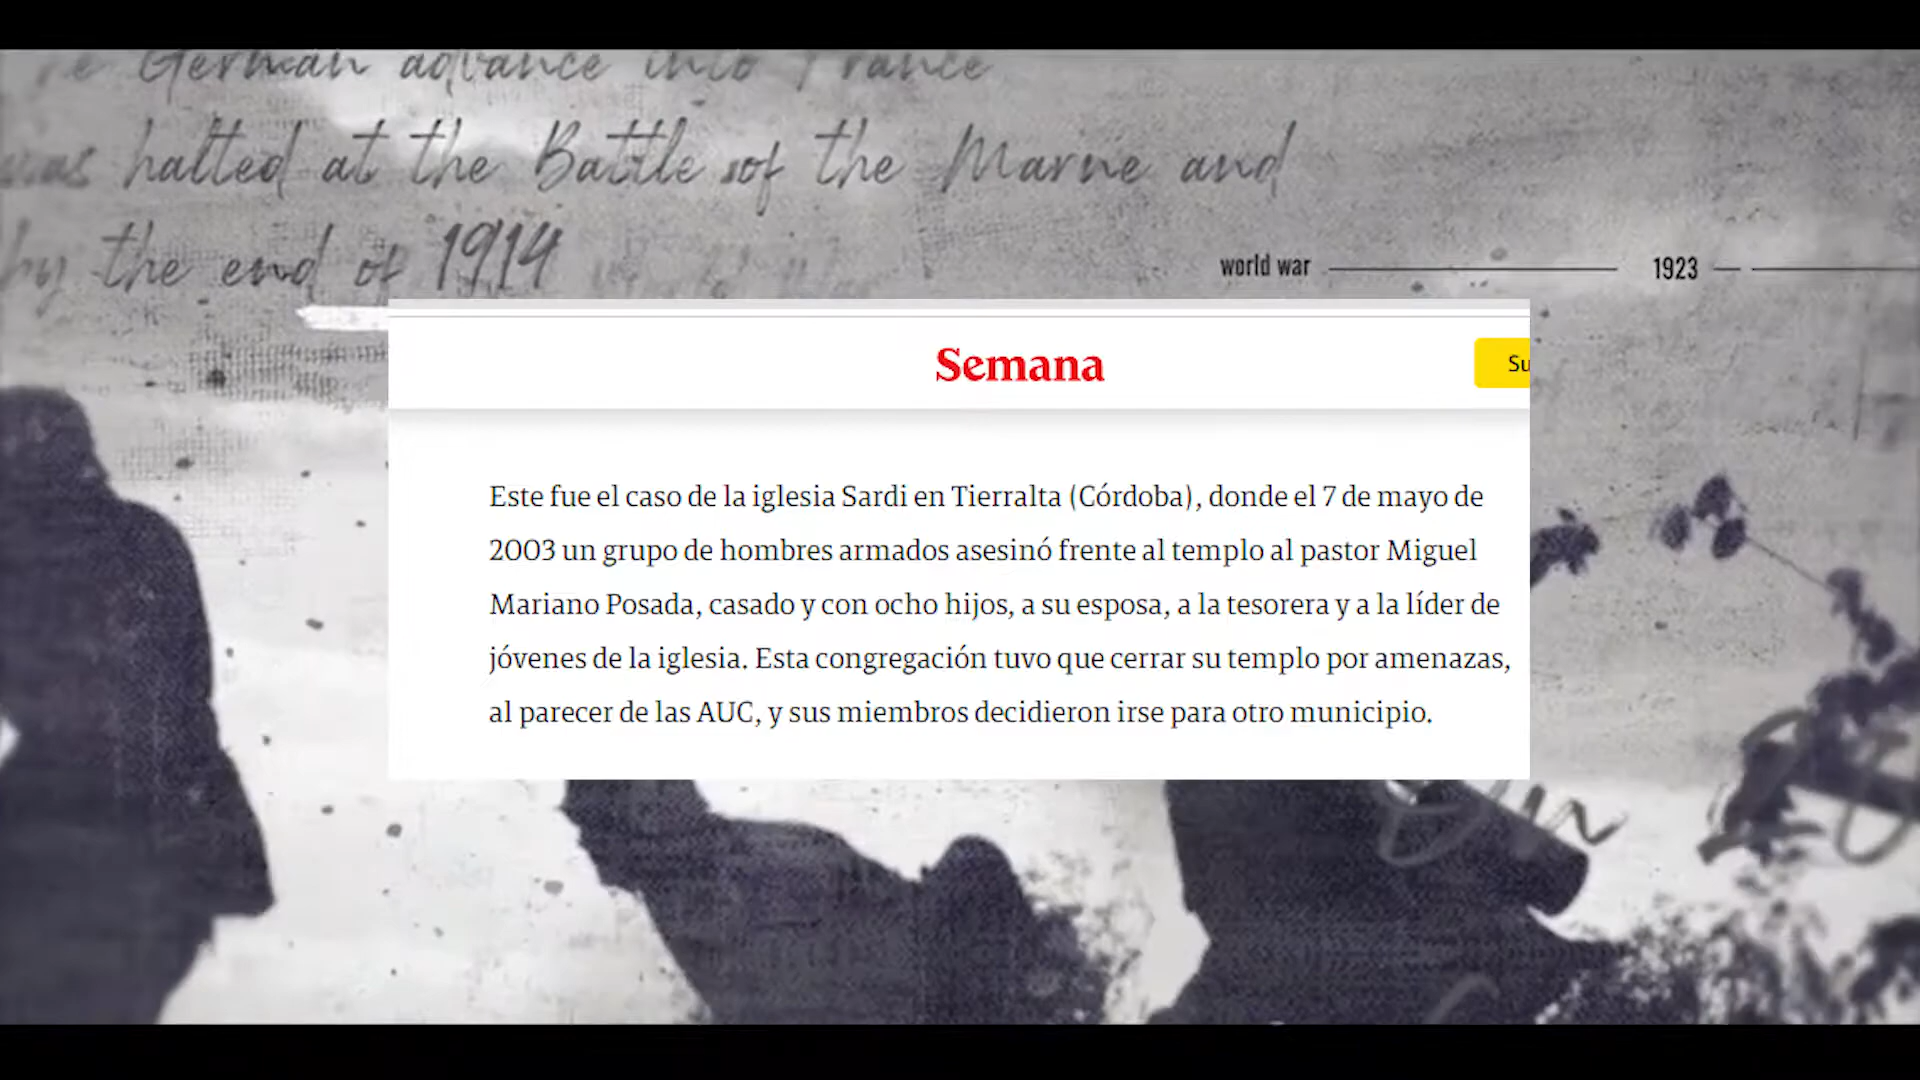 German advance into France
was halted at the Battle of the Marne and
by the end of 1914
world war
1923
Semana
Su
Este fue el caso de la iglesia Sardi en Tierralta (Córdoba), donde el 7 de mayo de
2003 un grupo de hombres armados asesinó frente al templo al pastor Miguel
Mariano Posada, casado y con ocho hijos, a su esposa, a la tesorera y a la líder de
jóvenes de la iglesia. Esta congregación tuvo que cerrar su templo por amenazas,
al parecer de las AUC, y sus miembros decidieron irse para otro municipio.